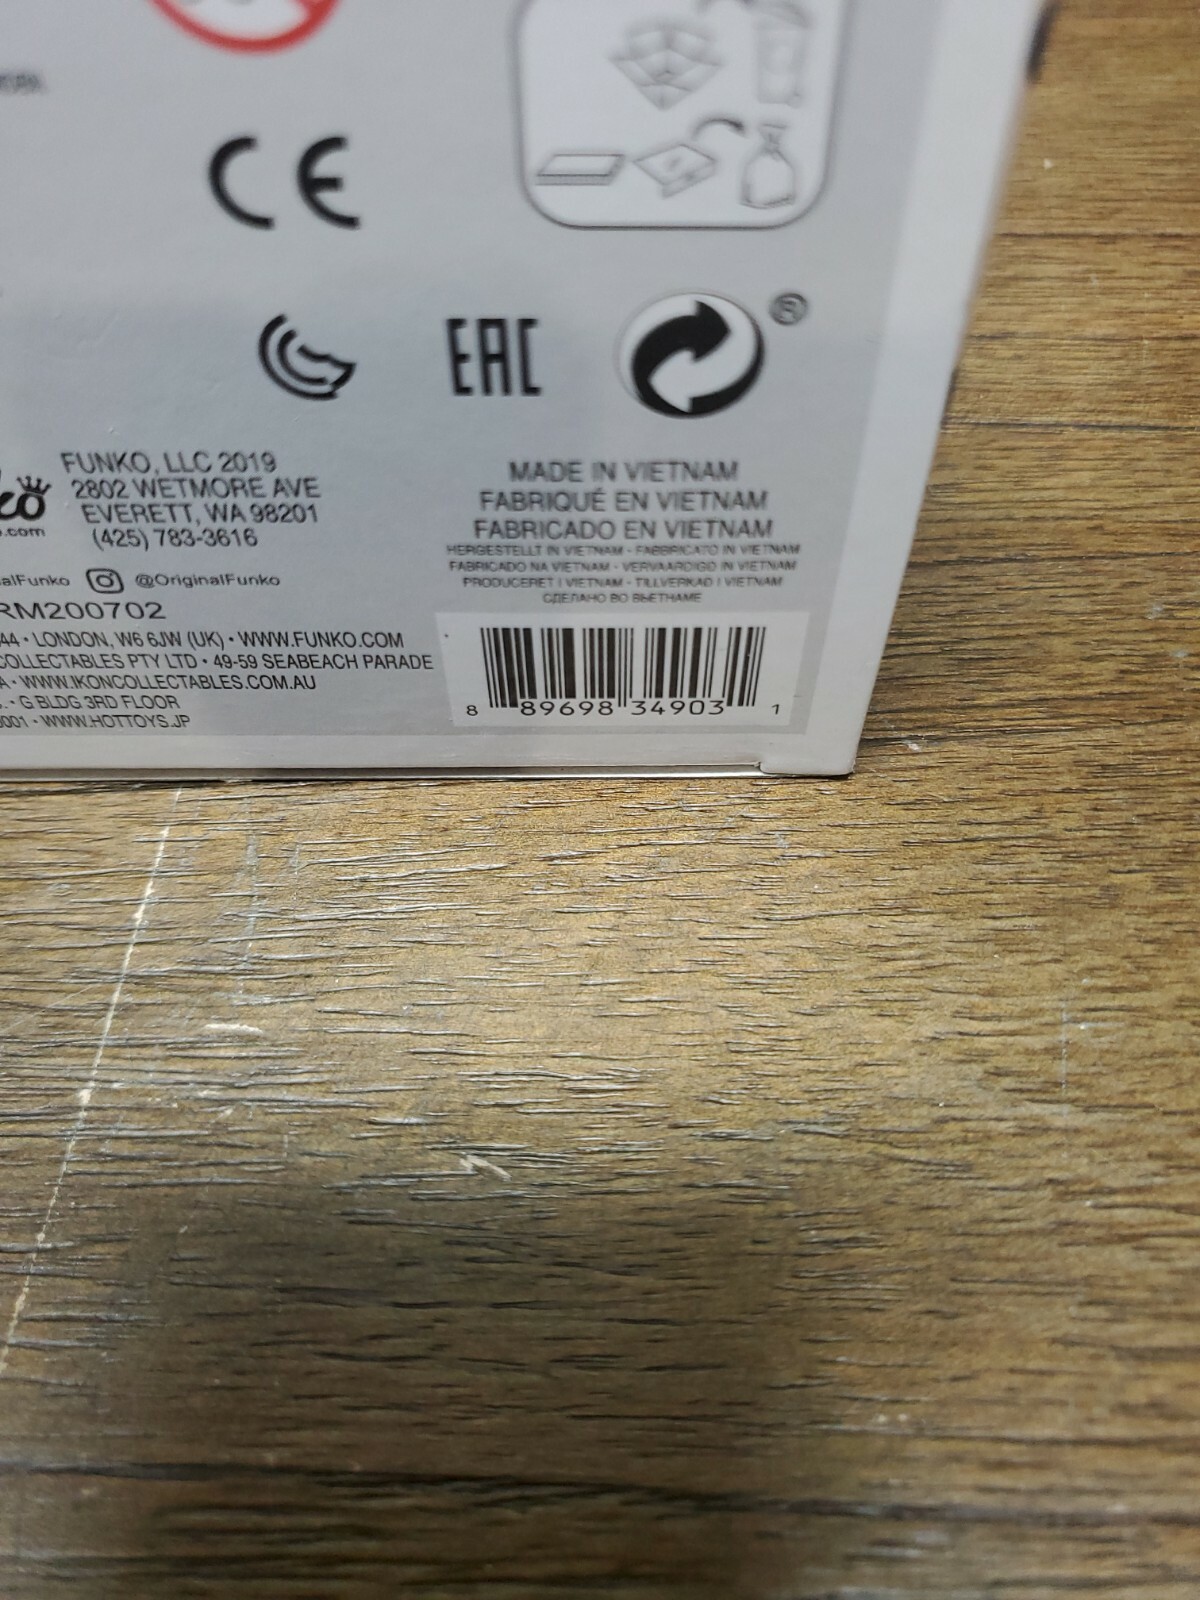 CE
EAC
®
FUNKO, LLC 2019
2802 WETMORE AVE
EVERETT, WA 98201
(425) 783-3616
@OriginalFunko
RM200702
44 • LONDON, W6 6JW (UK) • WWW.FUNKO.COM
COLLECTABLES PTY LTD • 49-59 SEABEACH PARADE
A • WWW.IKONCOLLECTABLES.COM.AU
G BLDG 3RD FLOOR
0001 • WWW.HOTTOYS.JP
MADE IN VIETNAM
FABRIQUÉ EN VIETNAM
FABRICADO EN VIETNAM
HERGESTELLT IN VIETNAM • FABBRICATO IN VIETNAM
FABRICADO NA VIETNAM • VERVAARDIGD IN VIETNAM
PRODUCERET I VIETNAM • TILLVERKAD I VIETNAM
СДЕЛАНО ВО ВЬЕТНАМЕ
8 89698 34903 1